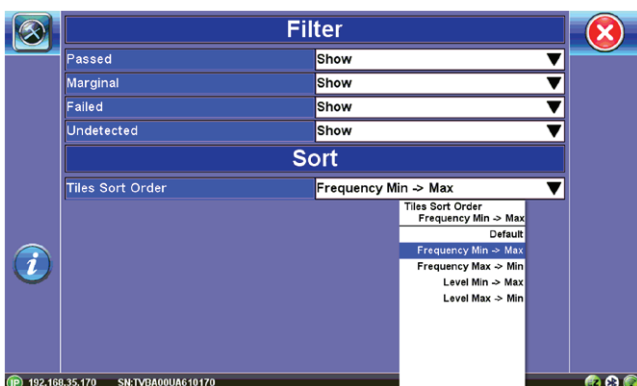 Filter
Passed Show
Marginal Show
Failed Show
Undetected Show
Sort
Tiles Sort Order Frequency Min -> Max
Tiles Sort Order
Frequency Min -> Max
Default
Frequency Min -> Max
Frequency Max -> Min
Level Min -> Max
Level Max -> Min
i
IP 192.168.35.170 SN:TVBA00UA610170